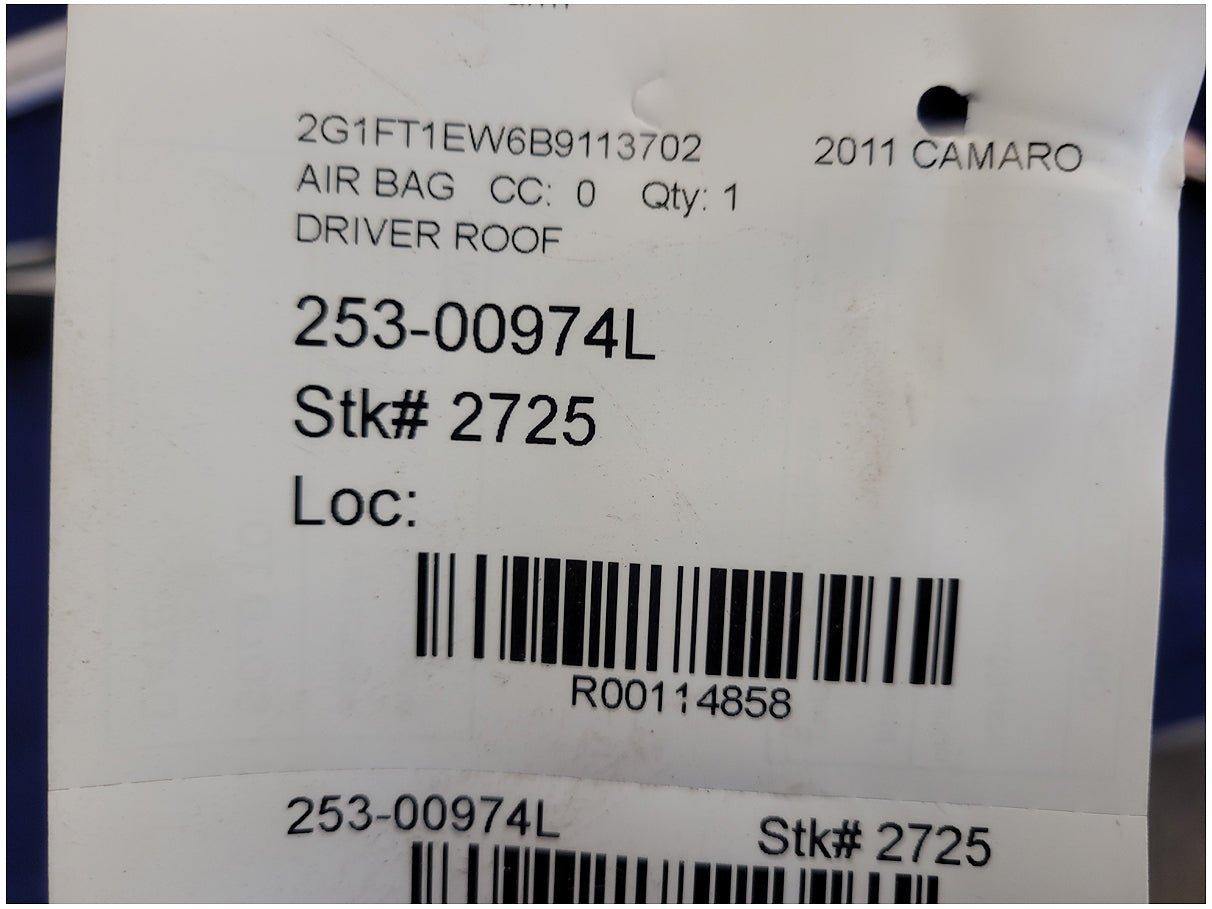 2G1FT1EW6B9113702 2011 CAMARO
AIR BAG CC: 0 Qty: 1
DRIVER ROOF
253-00974L
Stk# 2725
Loc:
R00114858
253-00974L Stk# 2725